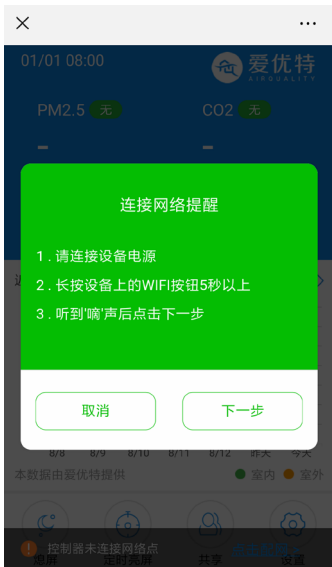 01/01 08:00
爱优特
AIRQUALITY
PM2.5 无
CO2 无
连接网络提醒
1 . 请连接设备电源
2 . 长按设备上的WIFI按钮5秒以上
3 . 听到'嘀'声后点击下一步
取消
下一步
8/8 8/9 8/10 8/11 8/12 昨天 今天
本数据由爱优特提供
室内
室外
! 控制器未连接网络点
定时亮屏
共享
设置